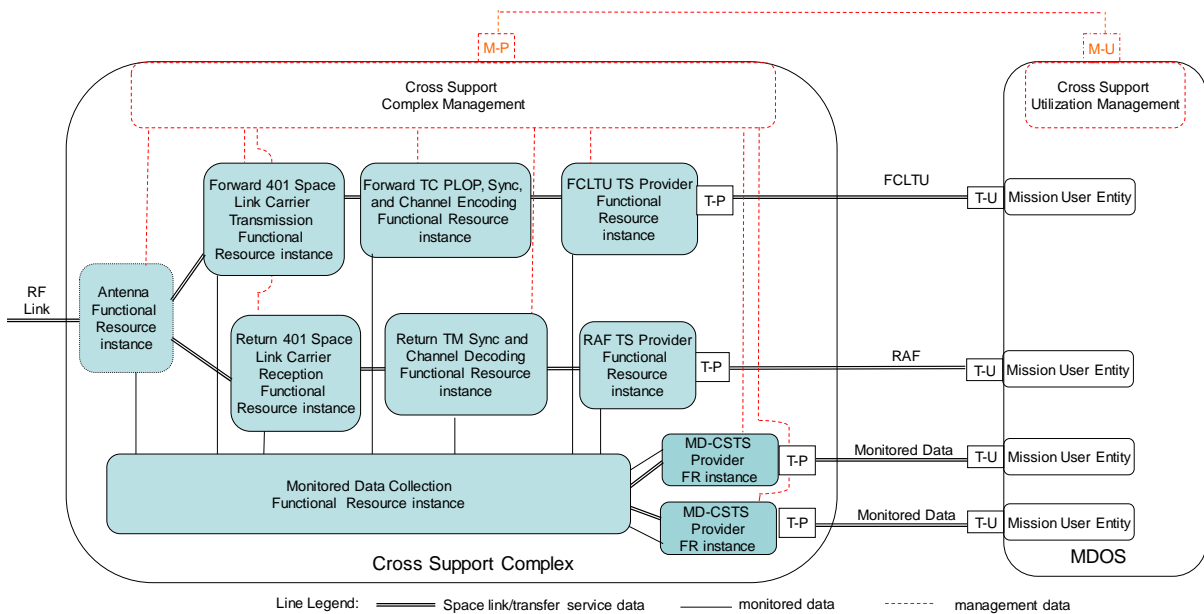 M-P
M-U
Cross Support
Complex Management
Cross Support
Utilization Management
Forward 401 Space
Link Carrier
Transmission
Functional
Resource instance
Forward TC PLOP, Sync,
and Channel Encoding
Functional Resource
instance
FCLTU TS Provider
Functional
Resource
instance
T-P
FCLTU
T-U
Mission User Entity
RF
Link
Antenna
Functional
Resource
instance
Return 401 Space
Link Carrier
Reception
Functional
Resource instance
Return TM Sync and
Channel Decoding
Functional Resource
instance
RAF TS Provider
Functional
Resource
instance
T-P
RAF
T-U
Mission User Entity
MD-CSTS
Provider
FR instance
T-P
Monitored Data
T-U
Mission User Entity
Monitored Data Collection
Functional Resource instance
MD-CSTS
Provider
FR instance
T-P
Monitored Data
T-U
Mission User Entity
Cross Support Complex
MDOS
Line Legend:
Space link/transfer service data
monitored data
management data